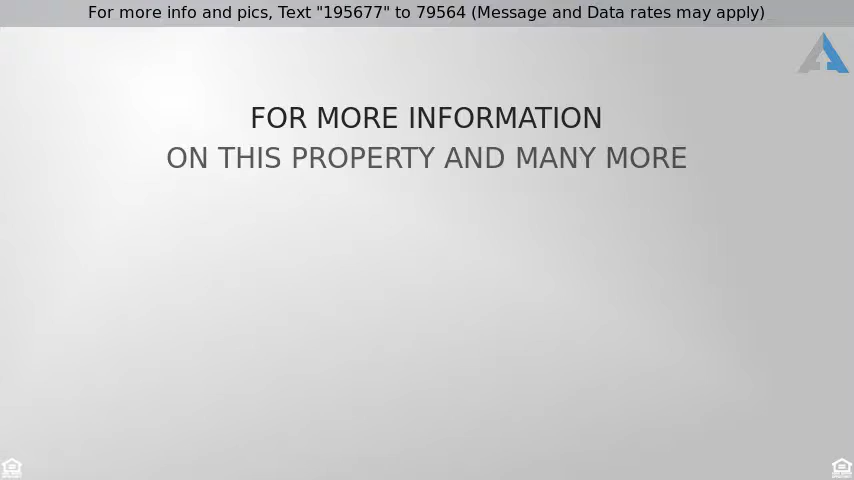 For more info and pics, Text "195677" to 79564 (Message and Data rates may apply)
FOR MORE INFORMATION
ON THIS PROPERTY AND MANY MORE